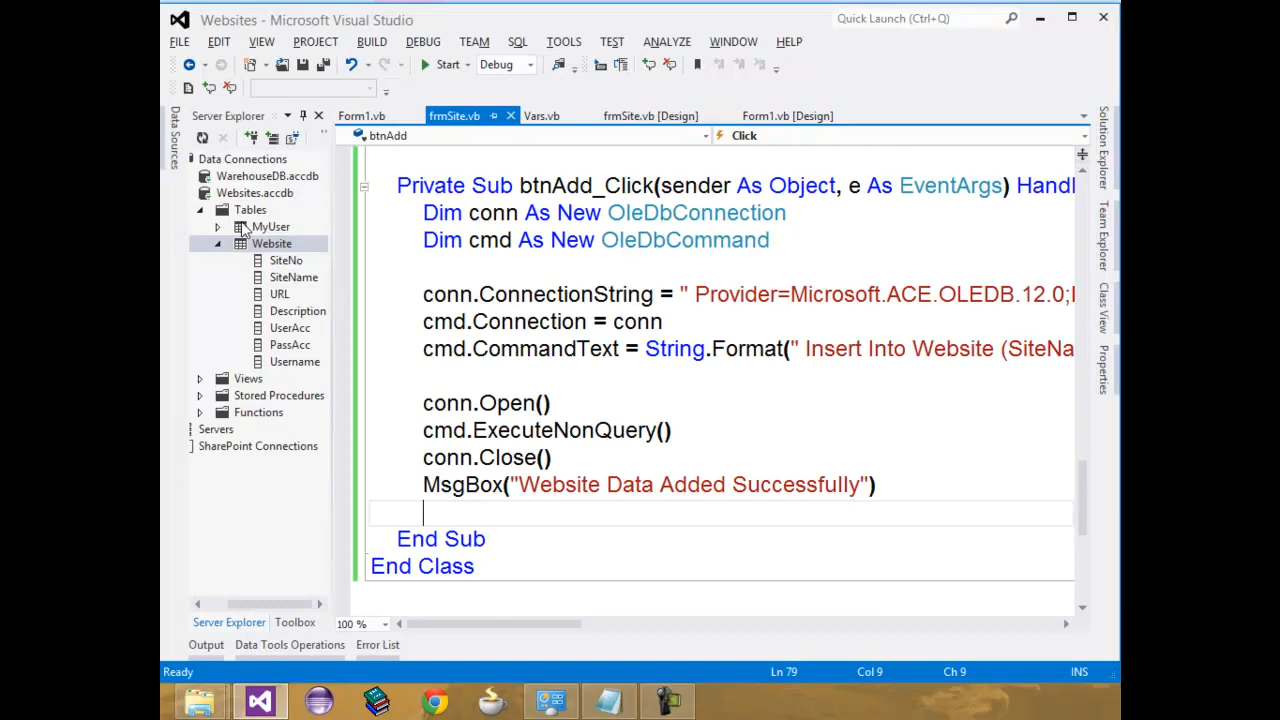 Websites - Microsoft Visual Studio
Quick Launch (Ctrl+Q)
FILE EDIT VIEW PROJECT BUILD DEBUG TEAM SQL TOOLS TEST ANALYZE WINDOW HELP
Start Debug
Data Sources
Server Explorer
Data Connections
WarehouseDB.accdb
Websites.accdb
Tables
MyUser
Website
SiteNo
SiteName
URL
Description
UserAcc
PassAcc
Username
Views
Stored Procedures
Functions
Servers
SharePoint Connections
Server Explorer Toolbox
Form1.vb frmSite.vb Vars.vb frmSite.vb [Design] Form1.vb [Design]
btnAdd Click
Private Sub btnAdd_Click(sender As Object, e As EventArgs) Handl
Dim conn As New OleDbConnection
Dim cmd As New OleDbCommand
conn.ConnectionString = " Provider=Microsoft.ACE.OLEDB.12.0;
cmd.Connection = conn
cmd.CommandText = String.Format(" Insert Into Website (SiteNa
conn.Open()
cmd.ExecuteNonQuery()
conn.Close()
MsgBox("Website Data Added Successfully")
End Sub
End Class
100 %
Solution Explorer
Team Explorer
Class View
Properties
Output Data Tools Operations Error List
Ready Ln 79 Col 9 Ch 9 INS